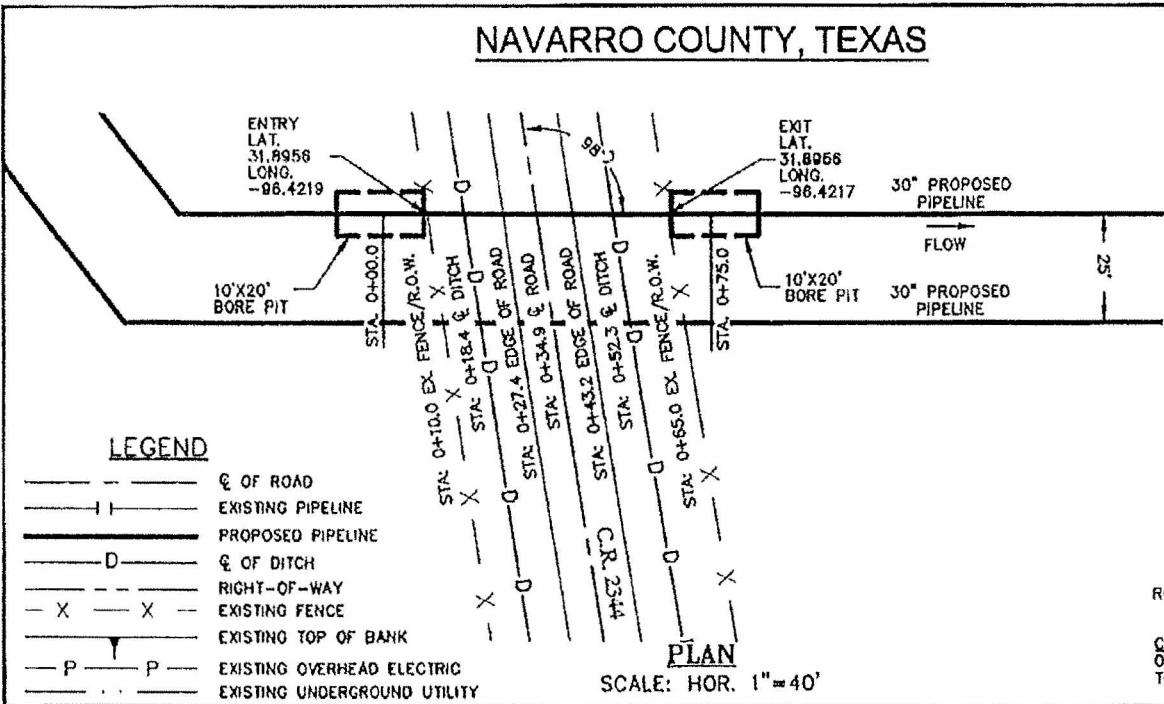 NAVARRO COUNTY, TEXAS
ENTRY
LAT.
31.8956
LONG.
-96.4219
EXIT
LAT.
31.8956
LONG.
-96.4217
30" PROPOSED
PIPELINE
FLOW
25'
10'X20'
BORE PIT
10'X20'
BORE PIT
30" PROPOSED
PIPELINE
STA: 0+00.0
STA: 0+10.0 EX. FENCE/R.O.W.
STA: 0+18.4 ℄ DITCH
STA: 0+27.4 EDGE OF ROAD
STA: 0+34.9 ℄ ROAD
STA: 0+43.2 EDGE OF ROAD
STA: 0+52.3 ℄ DITCH
STA: 0+65.0 EX. FENCE/R.O.W.
STA: 0+75.0
C.R. 2344
LEGEND
℄ OF ROAD
EXISTING PIPELINE
PROPOSED PIPELINE
D ℄ OF DITCH
RIGHT-OF-WAY
X X EXISTING FENCE
EXISTING TOP OF BANK
P P EXISTING OVERHEAD ELECTRIC
EXISTING UNDERGROUND UTILITY
PLAN
SCALE: HOR. 1"=40'